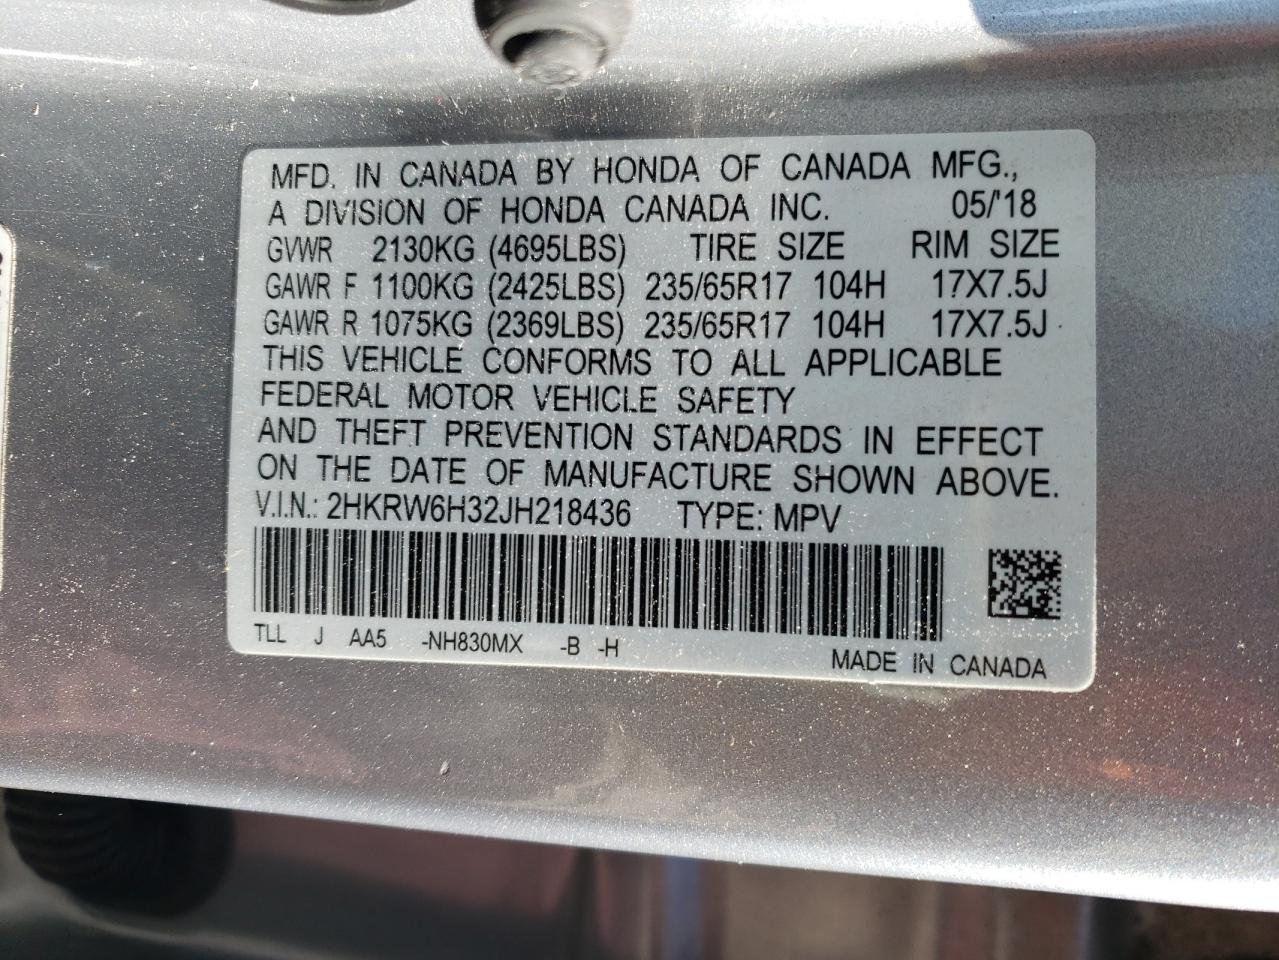 MFD. IN CANADA BY HONDA OF CANADA MFG.,
A DIVISION OF HONDA CANADA INC. 05/'18
GVWR 2130KG (4695LBS) TIRE SIZE RIM SIZE
GAWR F 1100KG (2425LBS) 235/65R17 104H 17X7.5J
GAWR R 1075KG (2369LBS) 235/65R17 104H 17X7.5J
THIS VEHICLE CONFORMS TO ALL APPLICABLE
FEDERAL MOTOR VEHICLE SAFETY
AND THEFT PREVENTION STANDARDS IN EFFECT
ON THE DATE OF MANUFACTURE SHOWN ABOVE.
V.I.N.: 2HKRW6H32JH218436 TYPE: MPV
TLL J AA5 -NH830MX -B -H
MADE IN CANADA